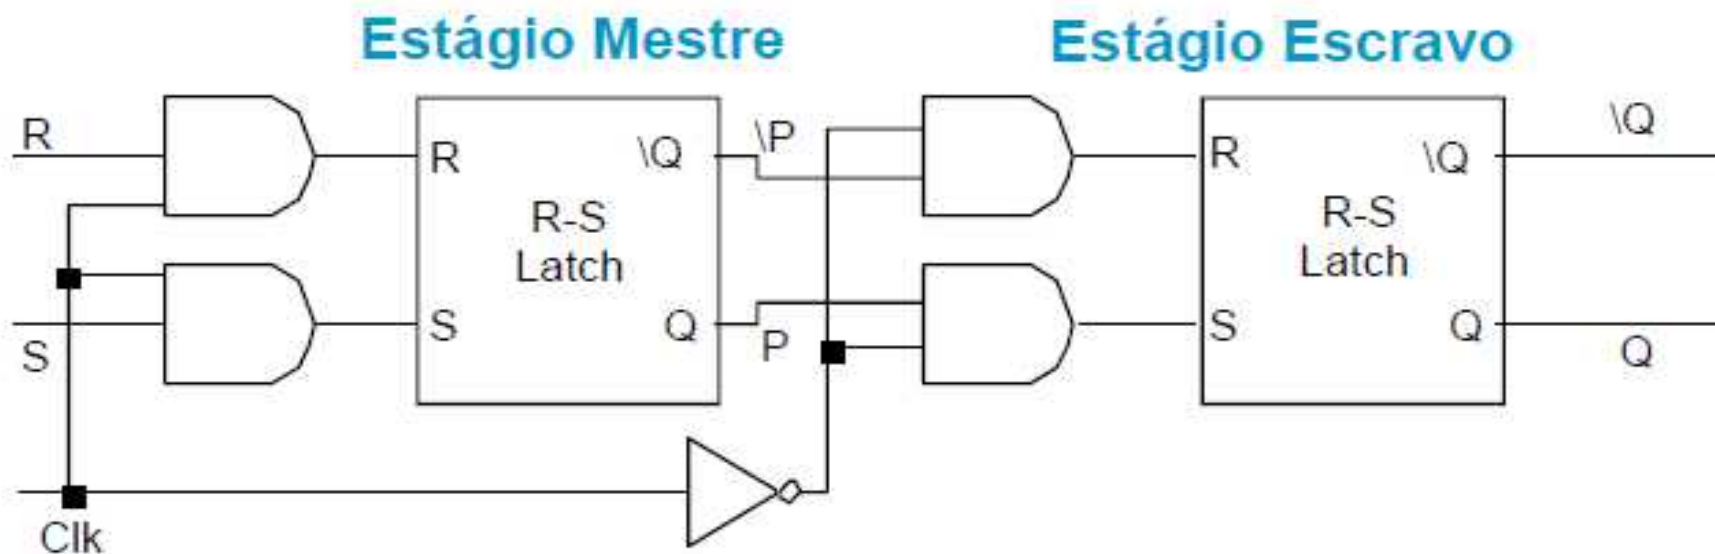 Estágio Mestre
Estágio Escravo
R
R
\Q
\P
R
\Q
\Q
R-S
Latch
R-S
Latch
S
S
Q
P
S
Q
Q
Clk